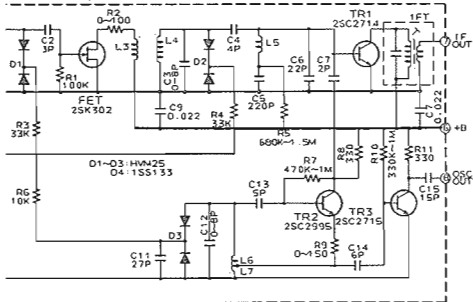 R2
0~100
TR1
2SC2714
IFT
C2
3P
L3
L4
C4
4P
L5
7
IF
OUT
D1
R1
100K
C3
0~8P
D2
C6
22P
C7
2P
FET
2SK302
C9
0.022
R4
33K
C5
220P
C7
0.022
+B
R3
33K
R5
680K~1.5M
D1~D3:HVM25
D4:1SS133
R7
470K~1M
R8
330
R10
330K~1M
R11
330
OSC
OUT
R6
10K
C13
5P
C15
15P
D3
C12
0~8P
TR2
2SC2995
TR3
2SC2715
C11
27P
L6
L7
R9
0~150
C14
6P